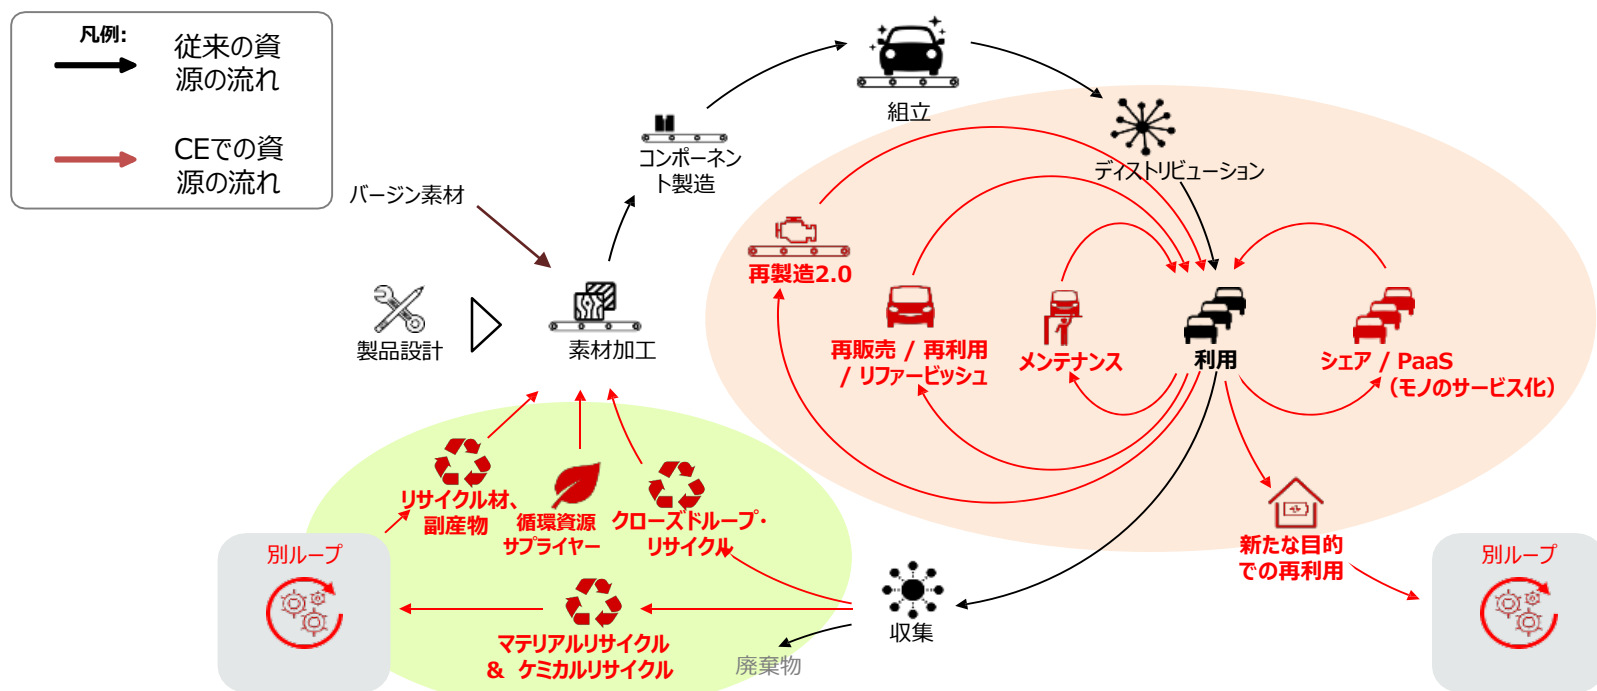 凡例:
従来の資
源の流れ
CEでの資
源の流れ
組立
コンポーネン
ト製造
ディストリビューション
バージン素材
再製造2.0
製品設計
素材加工
再販売 / 再利用
/ リファービッシュ
メンテナンス
利用
シェア / PaaS
（モノのサービス化）
リサイクル材、
副産物
循環資源
サプライヤー
クローズドループ・
リサイクル
新たな目的
での再利用
別ループ
別ループ
収集
マテリアルリサイクル
& ケミカルリサイクル
廃棄物